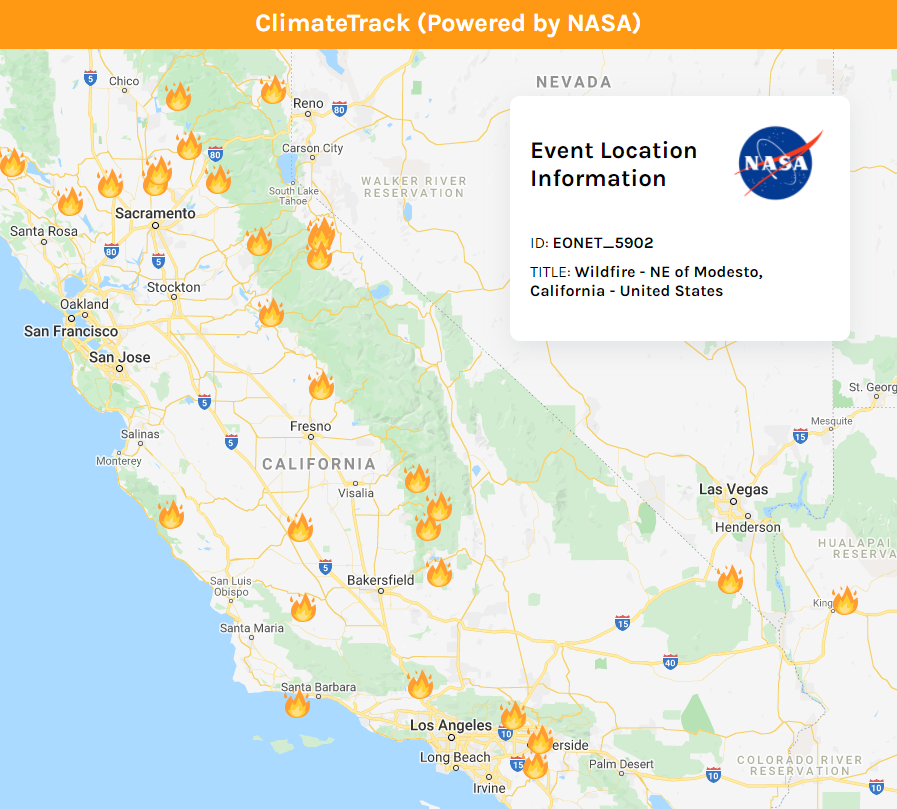 ClimateTrack (Powered by NASA)
NEVADA
5
Chico
Reno
80
Event Location
Information
NASA
Carson City
80
WALKER RIVER
RESERVATION
South Lake
Tahoe
Sacramento
Santa Rosa
80
5
ID: EONET_5902
TITLE: Wildfire - NE of Modesto,
California - United States
Stockton
Oakland
San Francisco
San Jose
St. Georg
5
Mesquite
15
Fresno
Salinas
5
Monterey
CALIFORNIA
Visalia
Las Vegas
Henderson
HUALAPAI
RESERVA
5
Bakersfield
San Luis
Obispo
King
15
Santa Maria
40
Santa Barbara
Los Angeles
10
erside
Long Beach
15
Palm Desert
COLORADO RIVER
RESERVATION
10
10
Irvine